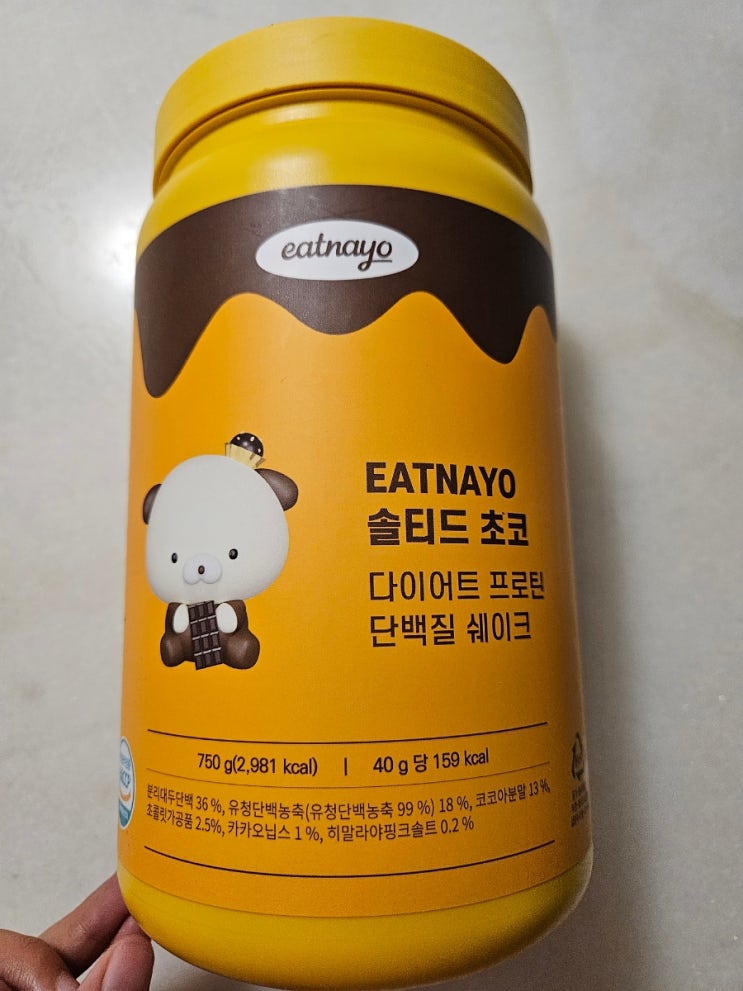 eatnayo
EATNAYO
솔티드 초코
다이어트 프로틴
단백질 쉐이크
750 g(2,981 kcal) | 40 g 당 159 kcal
분리대두단백 36 %, 유청단백농축(유청단백농축 99 %) 18 %, 코코아분말 13 %,
초콜릿가공품 2.5%, 카카오닙스 1 %, 히말라야핑크솔트 0.2 %